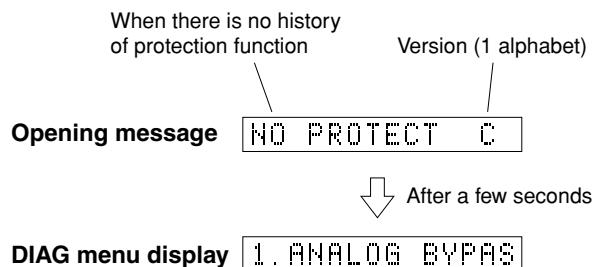 When there is no history
of protection function
Version (1 alphabet)
Opening message
NO PROTECT C
After a few seconds
DIAG menu display
1.ANALOG BYPAS